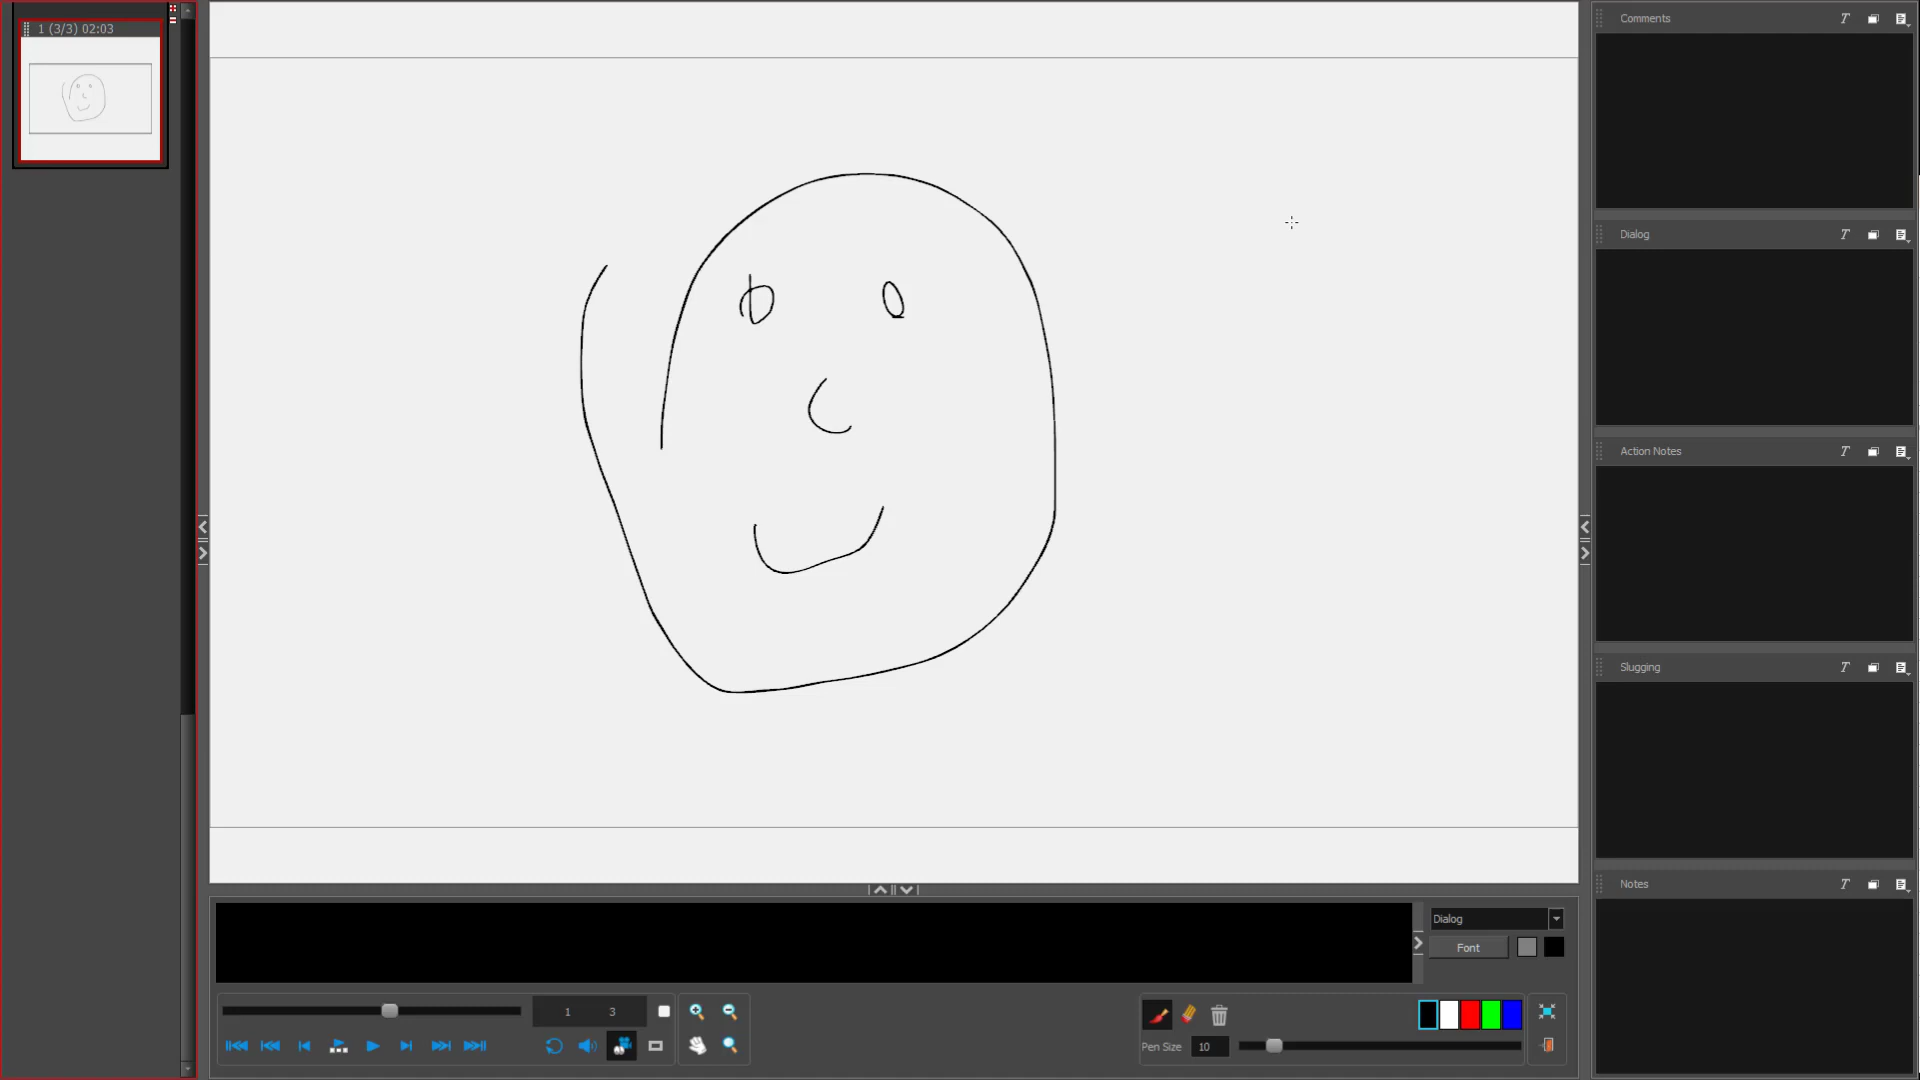 1 (3/3) 02:03
Comments
T
Dialog
T
Action Notes
T
Slugging
T
Notes
T
Dialog
Font
1 3
Pen Size 10